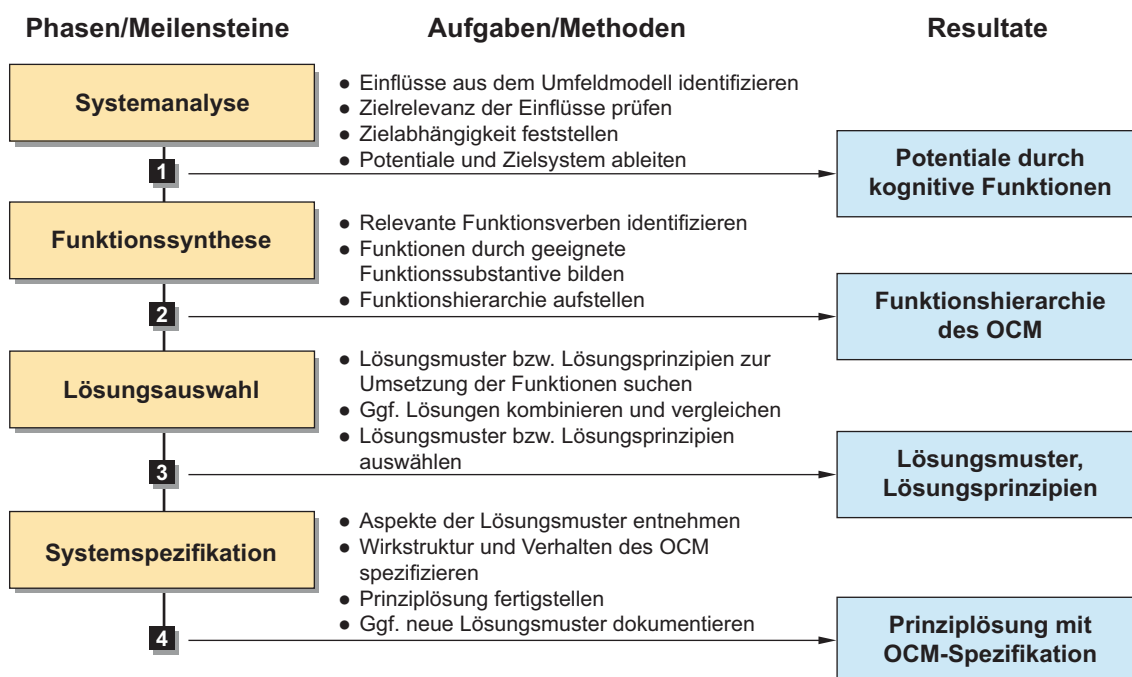 Phasen/Meilensteine
Aufgaben/Methoden
Resultate
Systemanalyse
● Einflüsse aus dem Umfeldmodell identifizieren
● Zielrelevanz der Einflüsse prüfen
● Zielabhängigkeit feststellen
● Potentiale und Zielsystem ableiten
1
Potentiale durch
kognitive Funktionen
Funktionssynthese
● Relevante Funktionsverben identifizieren
● Funktionen durch geeignete
Funktionssubstantive bilden
● Funktionshierarchie aufstellen
2
Funktionshierarchie
des OCM
Lösungsauswahl
● Lösungsmuster bzw. Lösungsprinzipien zur
Umsetzung der Funktionen suchen
● Ggf. Lösungen kombinieren und vergleichen
● Lösungsmuster bzw. Lösungsprinzipien
auswählen
3
Lösungsmuster,
Lösungsprinzipien
Systemspezifikation
● Aspekte der Lösungsmuster entnehmen
● Wirkstruktur und Verhalten des OCM
spezifizieren
● Prinziplösung fertigstellen
● Ggf. neue Lösungsmuster dokumentieren
4
Prinziplösung mit
OCM-Spezifikation